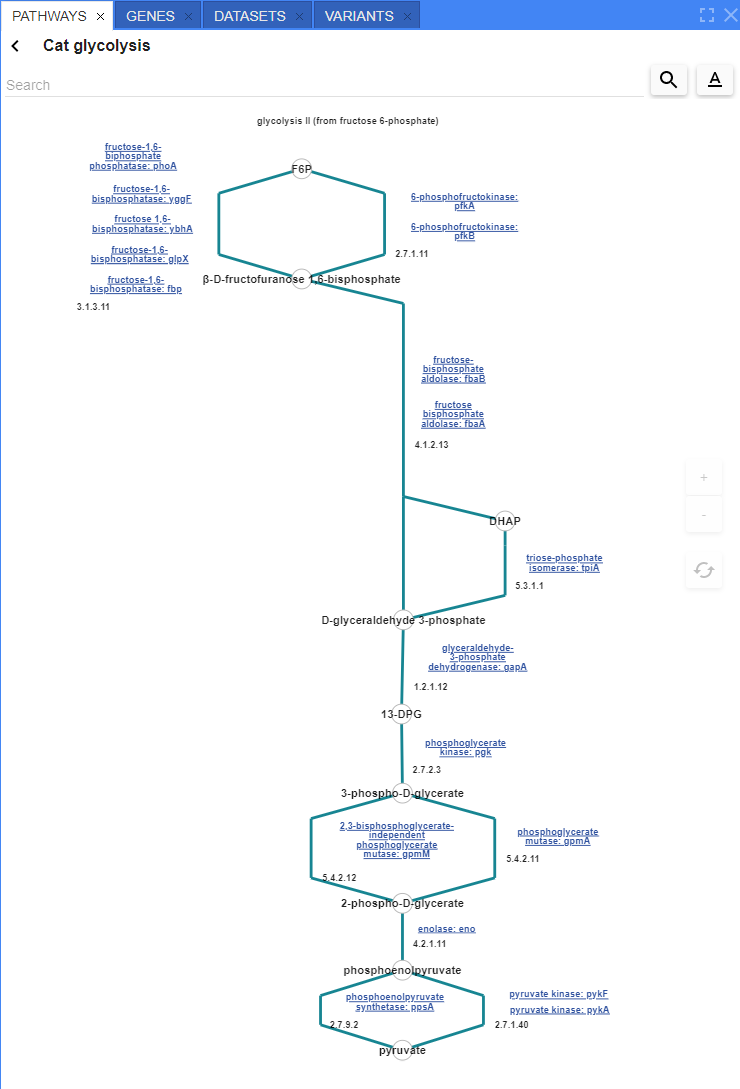 PATHWAYS × GENES × DATASETS × VARIANTS ×
Cat glycolysis
Search
A
glycolysis II (from fructose 6-phosphate)
fructose-1,6-
biphosphate
phosphatase: phoA
F6P
fructose-1,6-
bisphosphatase: yggF
6-phosphofructokinase:
pfkA
fructose 1,6-
bisphosphatase: ybhA
6-phosphofructokinase:
pfkB
fructose-1,6-
bisphosphatase: glpX
2.7.1.11
fructose-1,6-
bisphosphatase: fbp
β-D-fructofuranose 1,6-bisphosphate
3.1.3.11
fructose-
bisphosphate
aldolase: fbaB
fructose
bisphosphate
aldolase: fbaA
4.1.2.13
+
-
DHAP
triose-phosphate
isomerase: tpiA
5.3.1.1
D-glyceraldehyde 3-phosphate
glyceraldehyde-
3-phosphate
dehydrogenase: gapA
1.2.1.12
13-DPG
phosphoglycerate
kinase: pgk
2.7.2.3
3-phospho-D-glycerate
2,3-bisphosphoglycerate-
independent
phosphoglycerate
mutase: gpmM
phosphoglycerate
mutase: gpmA
5.4.2.11
5.4.2.12
2-phospho-D-glycerate
enolase: eno
4.2.1.11
phosphoenolpyruvate
phosphoenolpyruvate
synthetase: ppsA
pyruvate kinase: pykF
pyruvate kinase: pykA
2.7.9.2
2.7.1.40
pyruvate